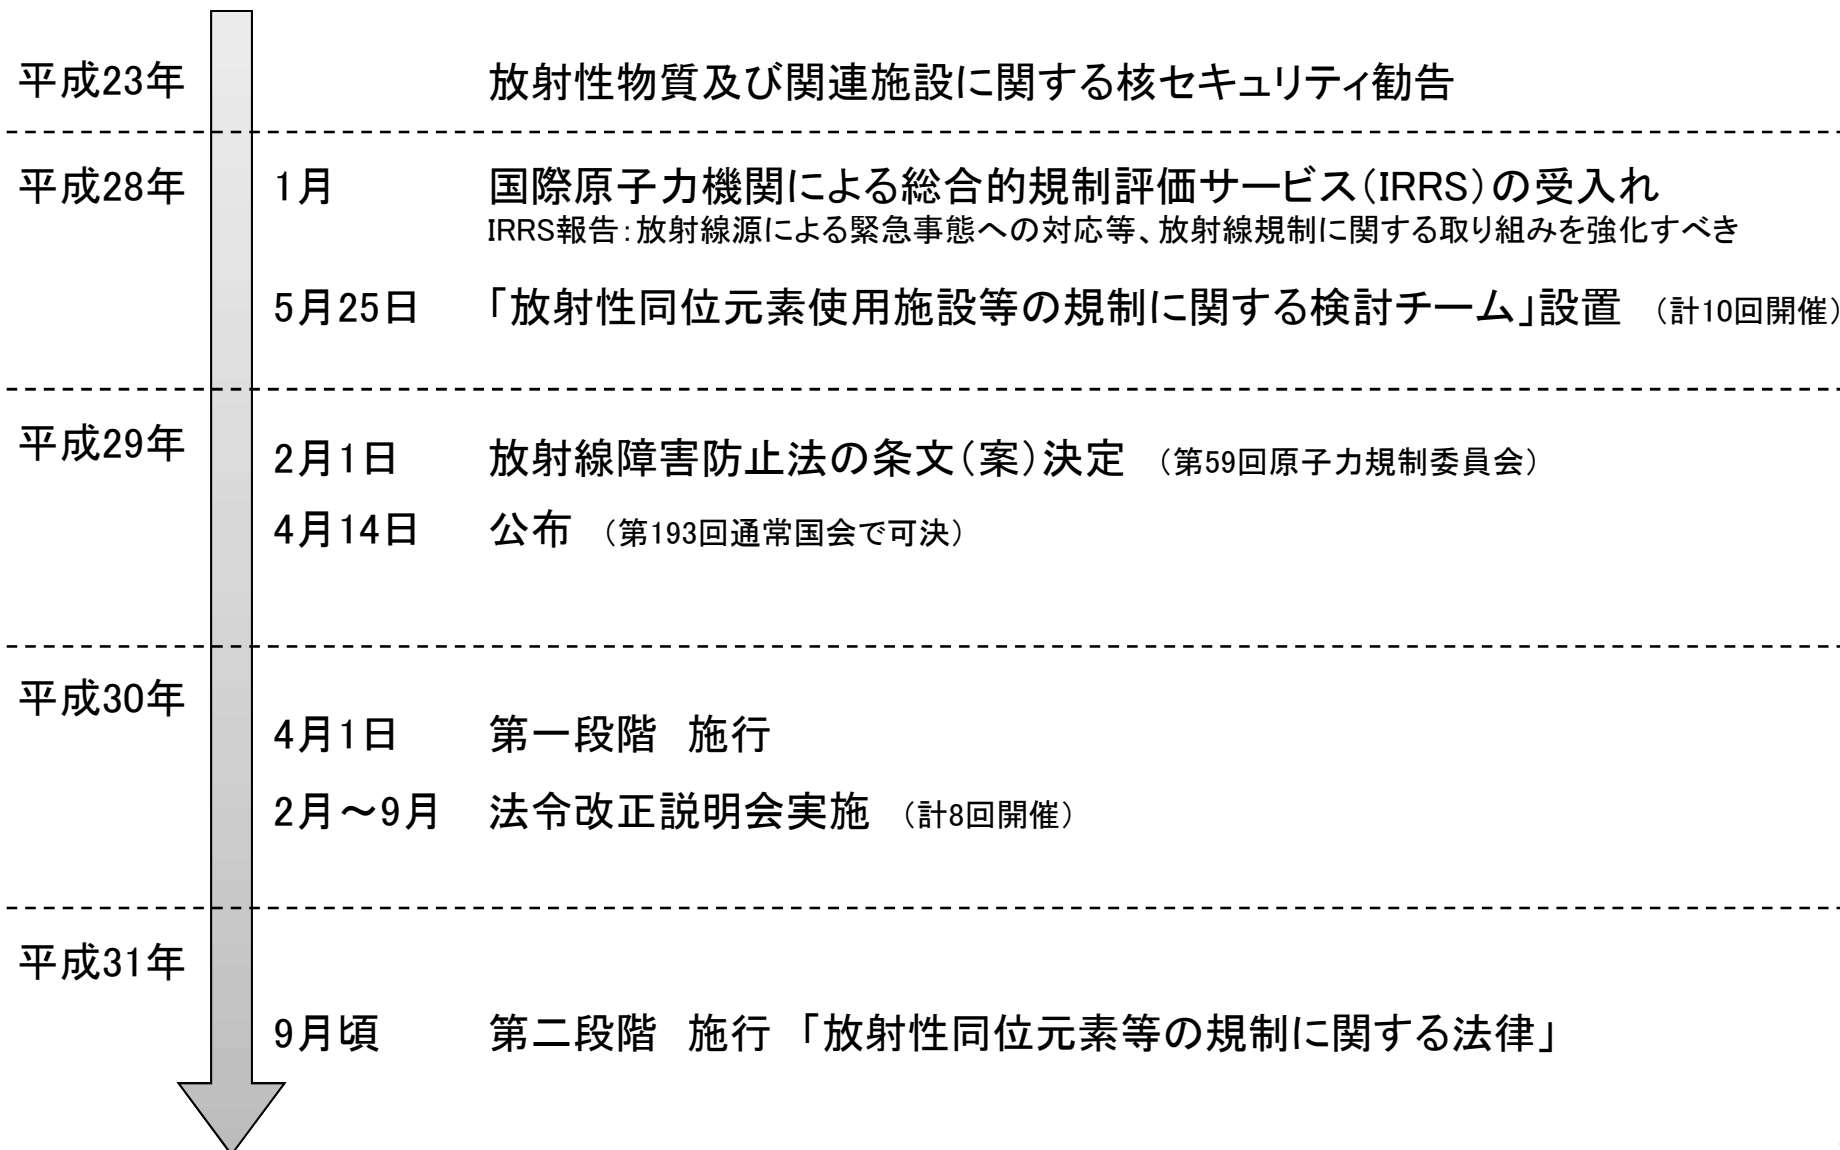 平成23年 放射性物質及び関連施設に関する核セキュリティ勧告
平成28年 1月 国際原子力機関による総合的規制評価サービス(IRRS)の受入れ
IRRS報告:放射線源による緊急事態への対応等、放射線規制に関する取り組みを強化すべき
5月25日 「放射性同位元素使用施設等の規制に関する検討チーム」設置 (計10回開催)
平成29年
2月1日 放射線障害防止法の条文(案)決定 (第59回原子力規制委員会)
4月14日 公布 (第193回通常国会で可決)
平成30年
4月1日 第一段階 施行
2月~9月 法令改正説明会実施 (計8回開催)
平成31年
9月頃 第二段階 施行 「放射性同位元素等の規制に関する法律」